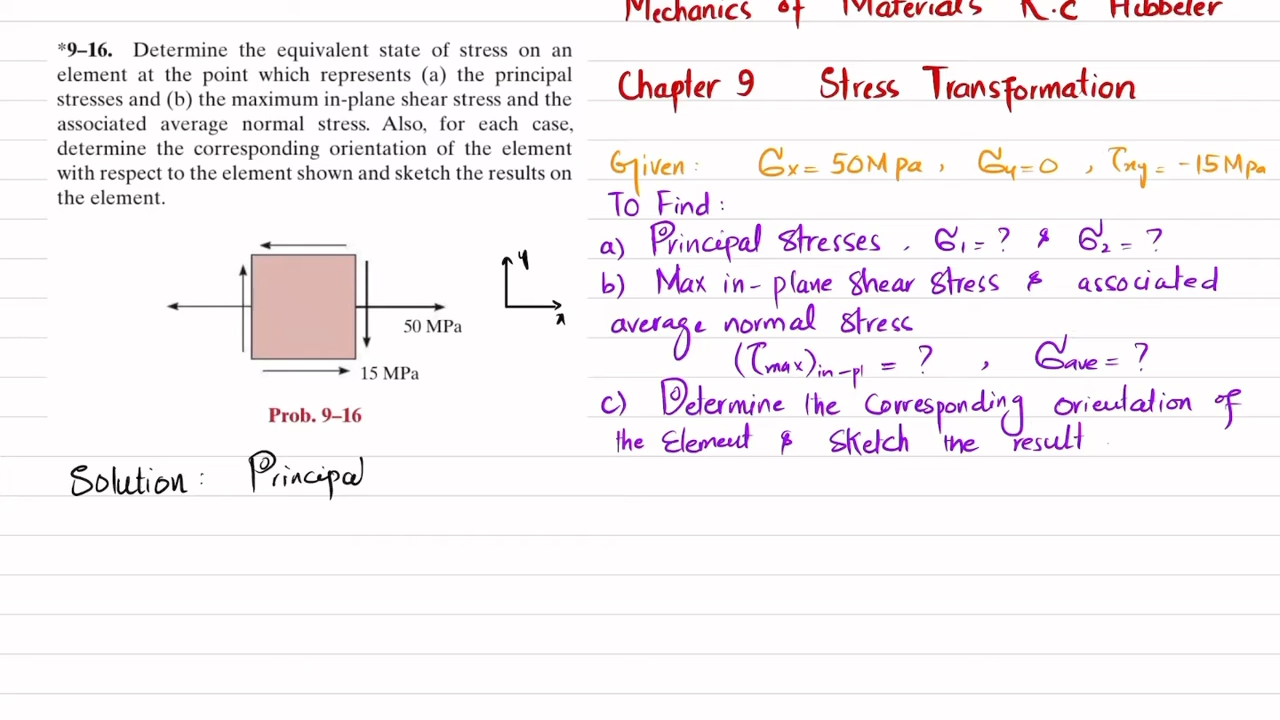 Mechanics of Materials R.C Hibbeler
*9–16. Determine the equivalent state of stress on an
element at the point which represents (a) the principal
stresses and (b) the maximum in-plane shear stress and the
associated average normal stress. Also, for each case,
determine the corresponding orientation of the element
with respect to the element shown and sketch the results on
the element.
Chapter 9 Stress Transformation
Given: σx = 50 Mpa, σy = 0, τxy = -15 Mpa
To Find:
a) Principal stresses, σ1 = ? & σ2 = ?
b) Max in-plane shear stress & associated
average normal stress
(τmax)in-pl = ?, σave = ?
c) Determine the corresponding orientation of
the Element & sketch the result
y
x
50 MPa
15 MPa
Prob. 9–16
Solution: Principal